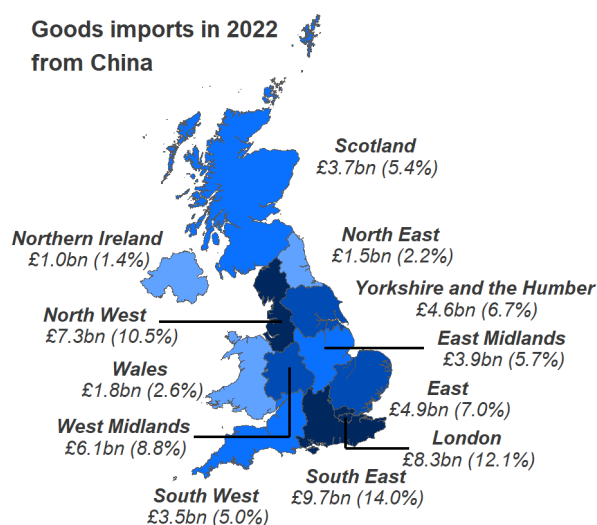 Goods imports in 2022
from China
Scotland
£3.7bn (5.4%)
Northern Ireland
£1.0bn (1.4%)
North East
£1.5bn (2.2%)
Yorkshire and the Humber
£4.6bn (6.7%)
North West
£7.3bn (10.5%)
East Midlands
£3.9bn (5.7%)
Wales
£1.8bn (2.6%)
East
£4.9bn (7.0%)
West Midlands
£6.1bn (8.8%)
London
£8.3bn (12.1%)
South East
£9.7bn (14.0%)
South West
£3.5bn (5.0%)